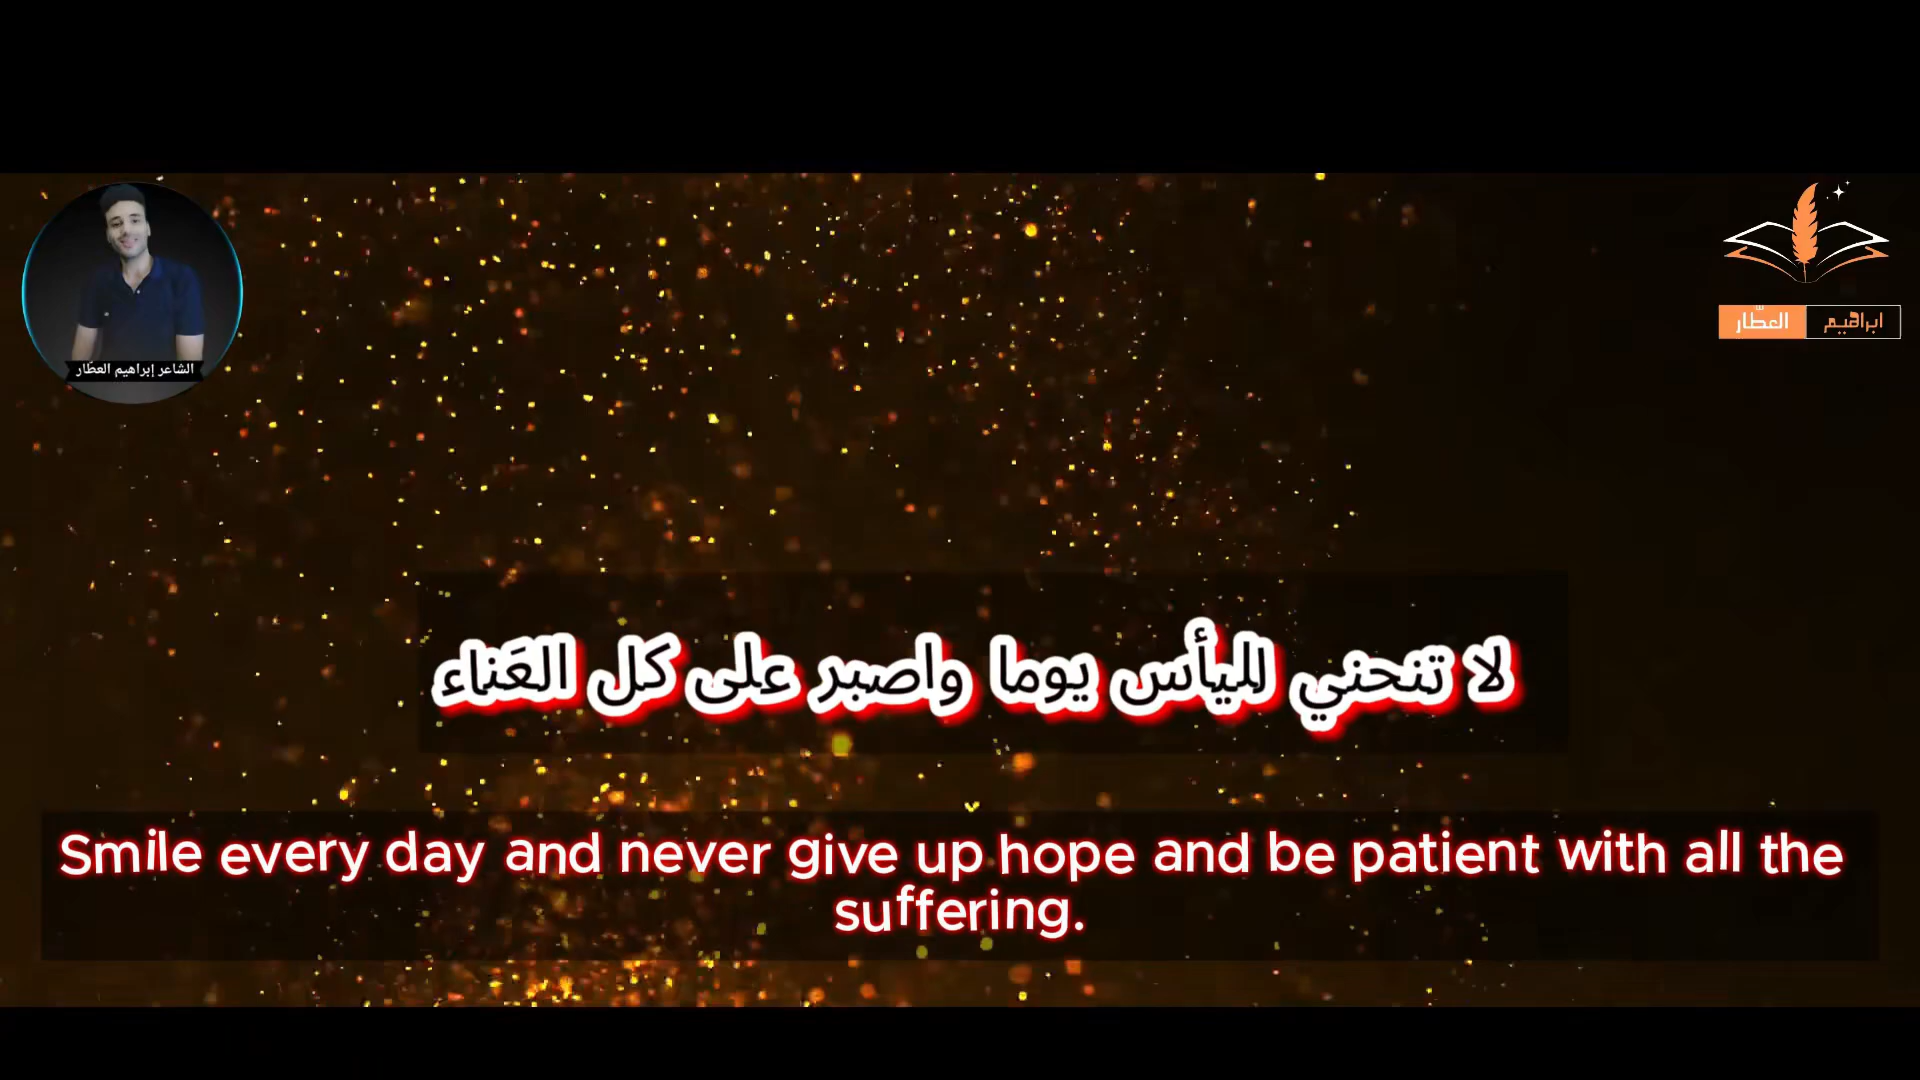 الشاعر إبراهيم العطّار
ابراهيم العطّار
لا تنحني لليأس يوما واصبر على كل العَناء
Smile every day and never give up hope and be patient with all the
suffering.